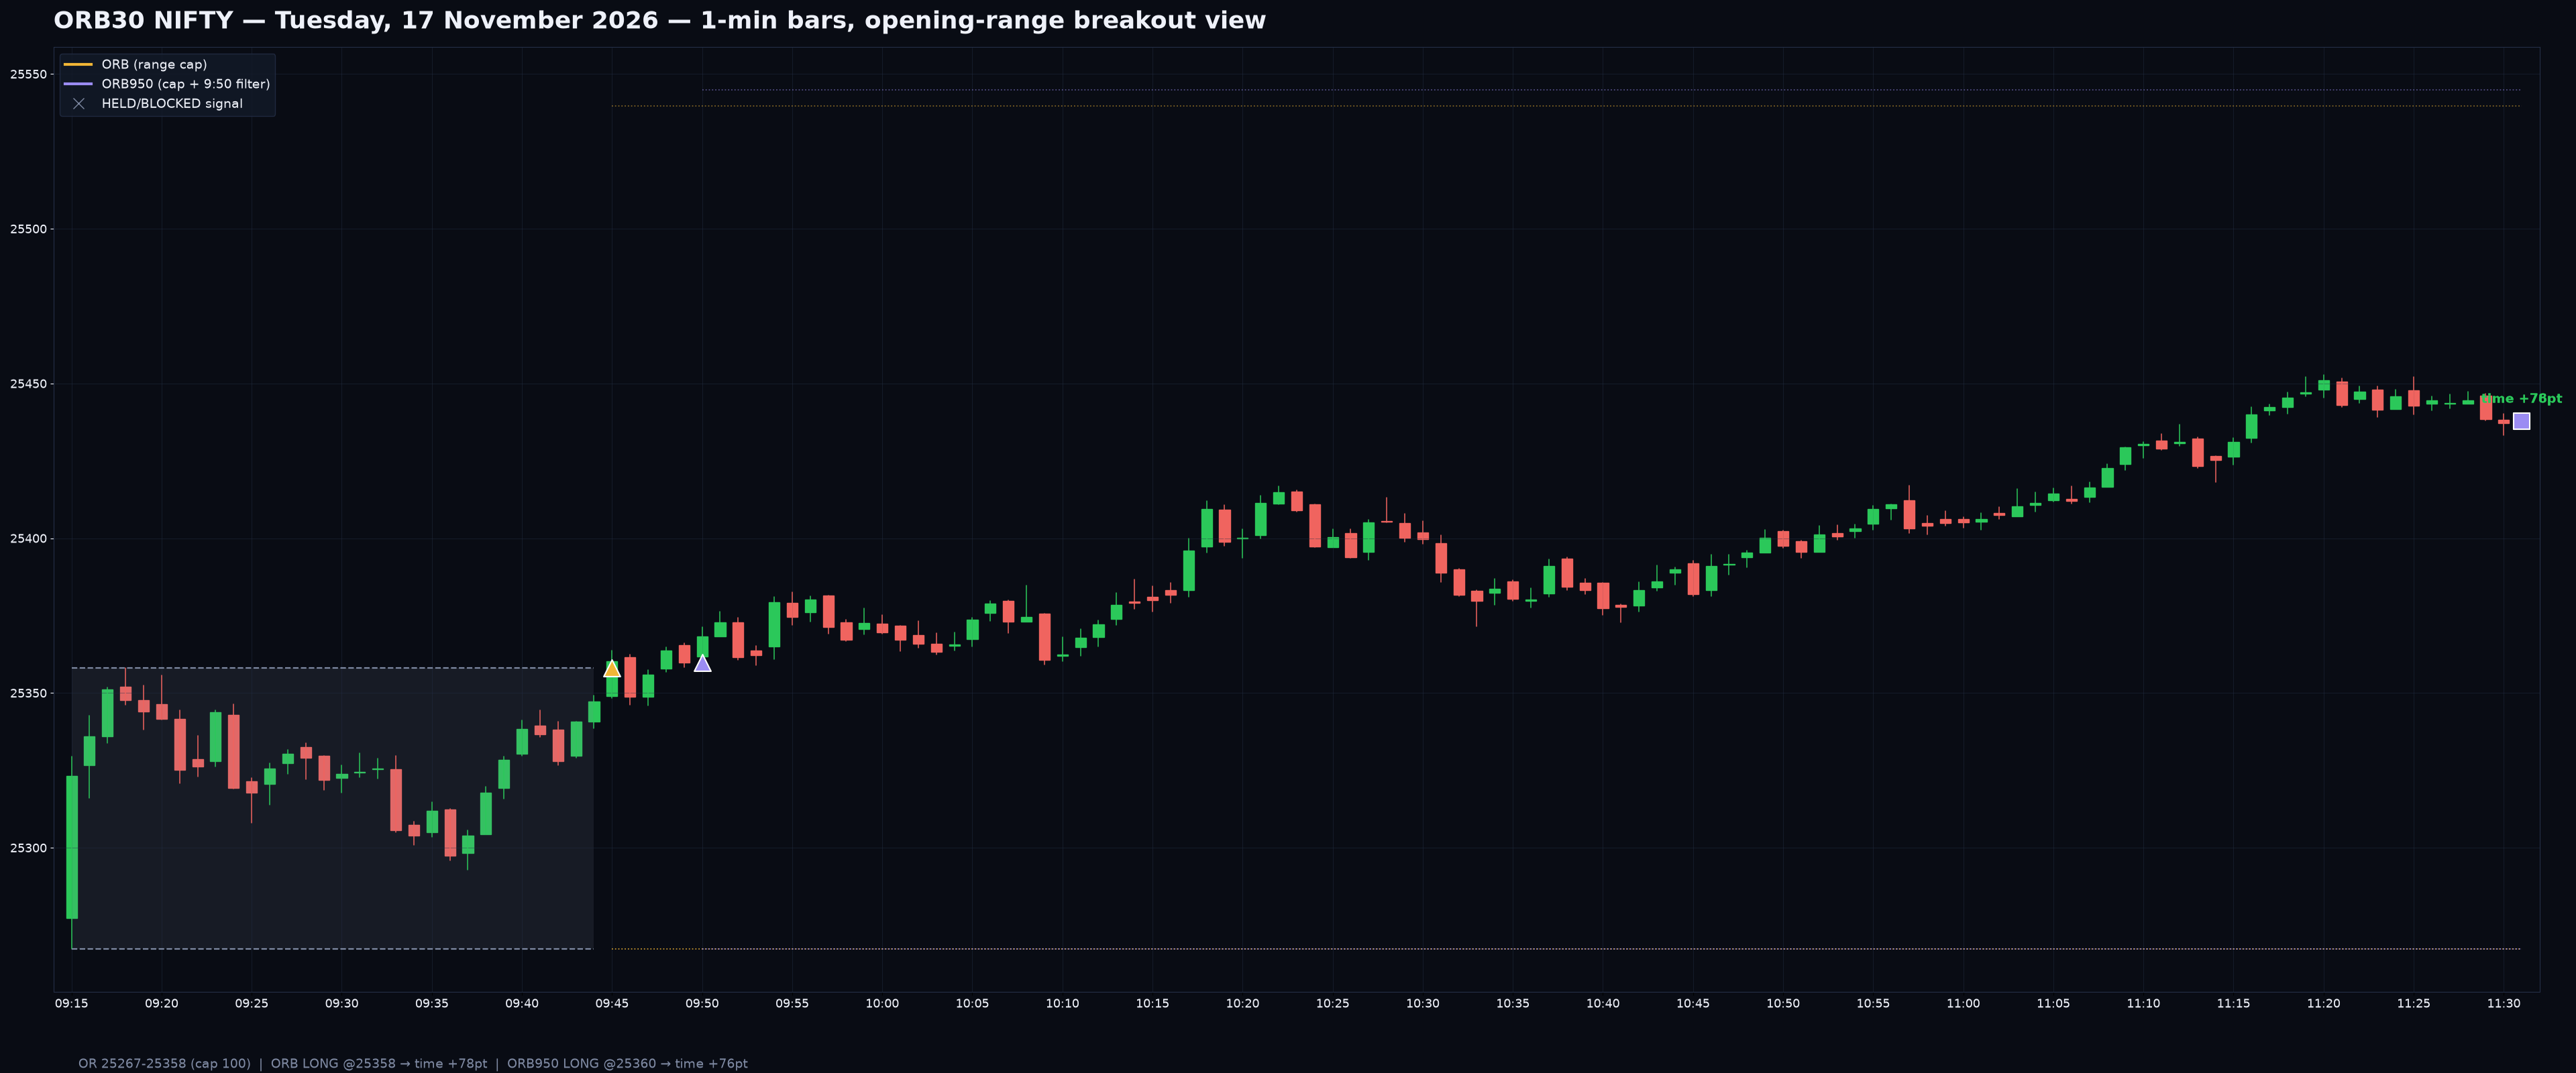 ORB30 NIFTY — Tuesday, 17 November 2026 — 1-min bars, opening-range breakout view
ORB (range cap)
ORB950 (cap + 9:50 filter)
HELD/BLOCKED signal
25550
25500
25450
25400
25350
25300
time +78pt
09:15 09:20 09:25 09:30 09:35 09:40 09:45 09:50 09:55 10:00 10:05 10:10 10:15 10:20 10:25 10:30 10:35 10:40 10:45 10:50 10:55 11:00 11:05 11:10 11:15 11:20 11:25 11:30
OR 25267-25358 (cap 100) | ORB LONG @25358 → time +78pt | ORB950 LONG @25360 → time +76pt